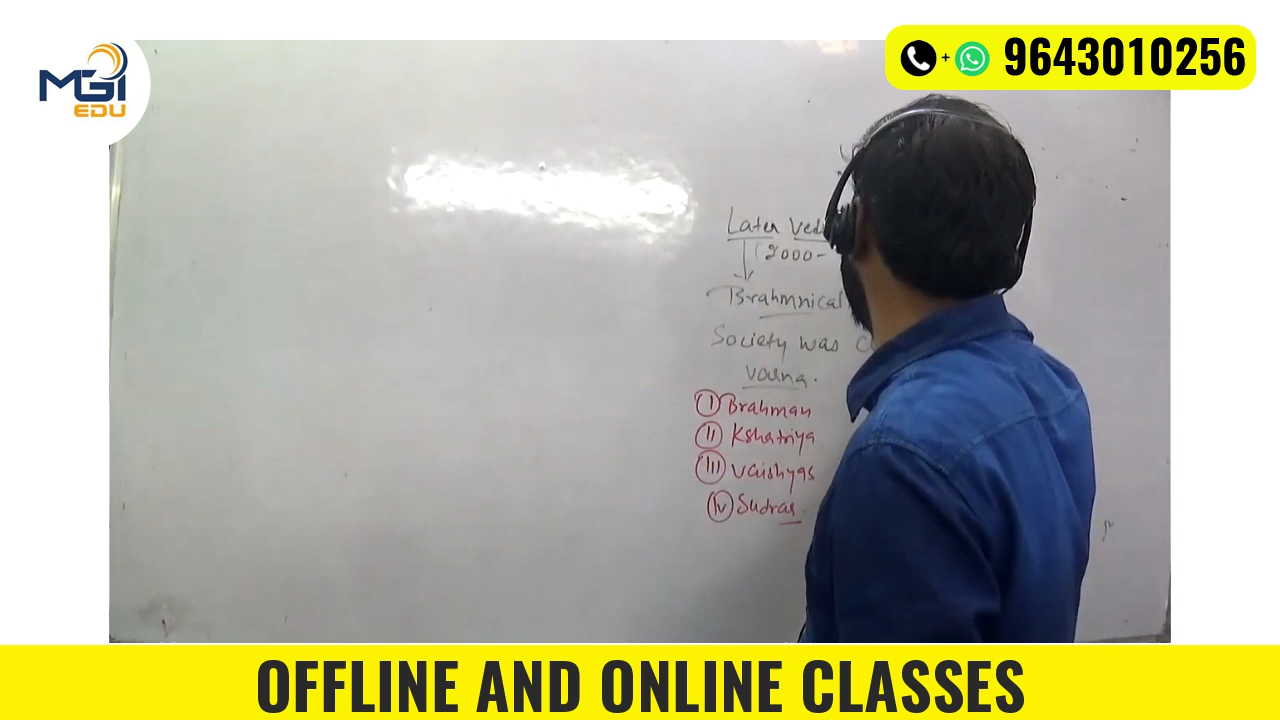 MGI
EDU
+ 9643010256
Later
(2000-
Brahmnical
Society was
varna.
I Brahman
II Kshatriya
III Vaishyas
IV Sudras.
OFFLINE AND ONLINE CLASSES